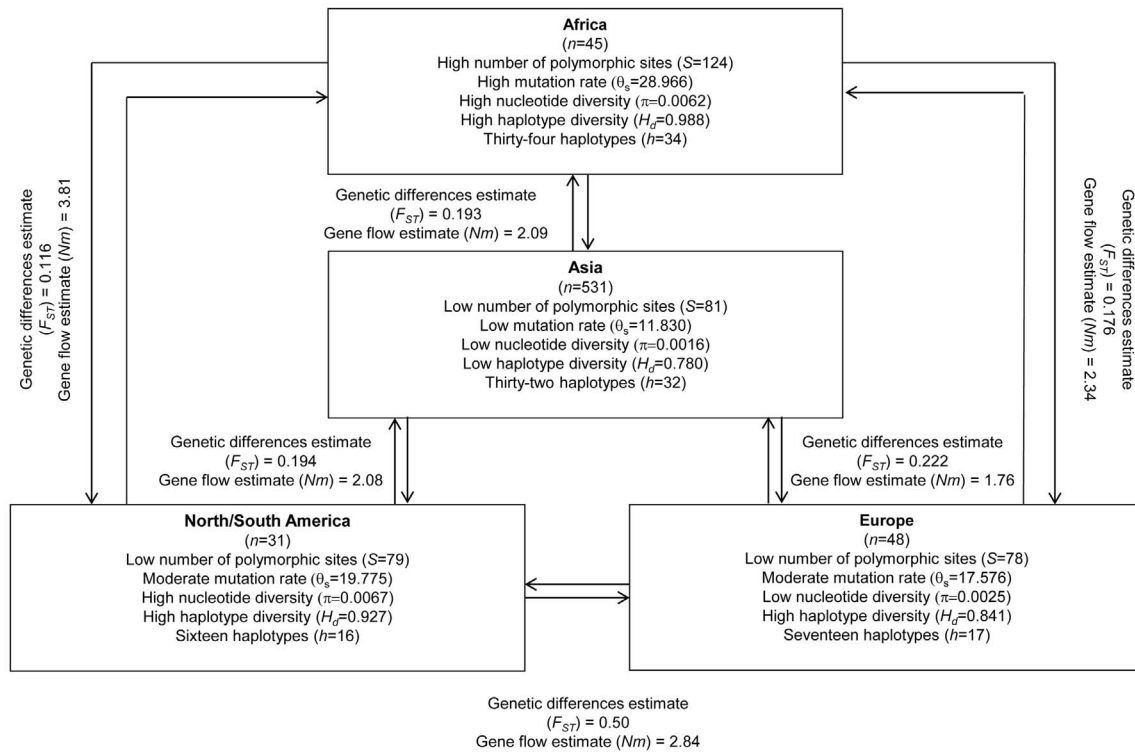 Africa
(n=45)
High number of polymorphic sites (S=124)
High mutation rate (θs=28.966)
High nucleotide diversity (π=0.0062)
High haplotype diversity (Hd=0.988)
Thirty-four haplotypes (h=34)
Genetic differences estimate
(FST) = 0.116
Gene flow estimate (Nm) = 3.81
Genetic differences estimate
(FST) = 0.193
Gene flow estimate (Nm) = 2.09
Genetic differences estimate
(FST) = 0.176
Gene flow estimate (Nm) = 2.34
Asia
(n=531)
Low number of polymorphic sites (S=81)
Low mutation rate (θs=11.830)
Low nucleotide diversity (π=0.0016)
Low haplotype diversity (Hd=0.780)
Thirty-two haplotypes (h=32)
Genetic differences estimate
(FST) = 0.194
Gene flow estimate (Nm) = 2.08
Genetic differences estimate
(FST) = 0.222
Gene flow estimate (Nm) = 1.76
North/South America
(n=31)
Low number of polymorphic sites (S=79)
Moderate mutation rate (θs=19.775)
High nucleotide diversity (π=0.0067)
High haplotype diversity (Hd=0.927)
Sixteen haplotypes (h=16)
Europe
(n=48)
Low number of polymorphic sites (S=78)
Moderate mutation rate (θs=17.576)
Low nucleotide diversity (π=0.0025)
High haplotype diversity (Hd=0.841)
Seventeen haplotypes (h=17)
Genetic differences estimate
(FST) = 0.50
Gene flow estimate (Nm) = 2.84